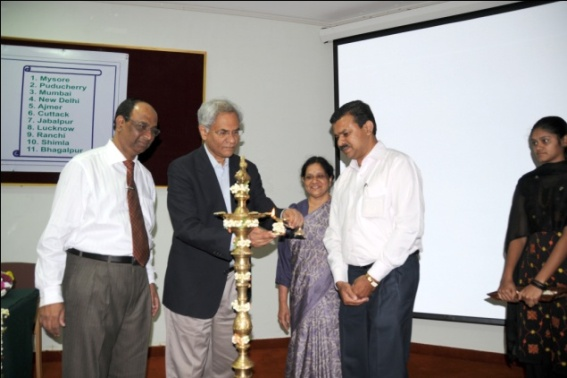 1. Mysore
2. Puducherry
3. Mumbai
4. New Delhi
5. Ajmer
6. Cuttack
7. Jabalpur
8. Lucknow
9. Ranchi
10. Shimla
11. Bhagalpur